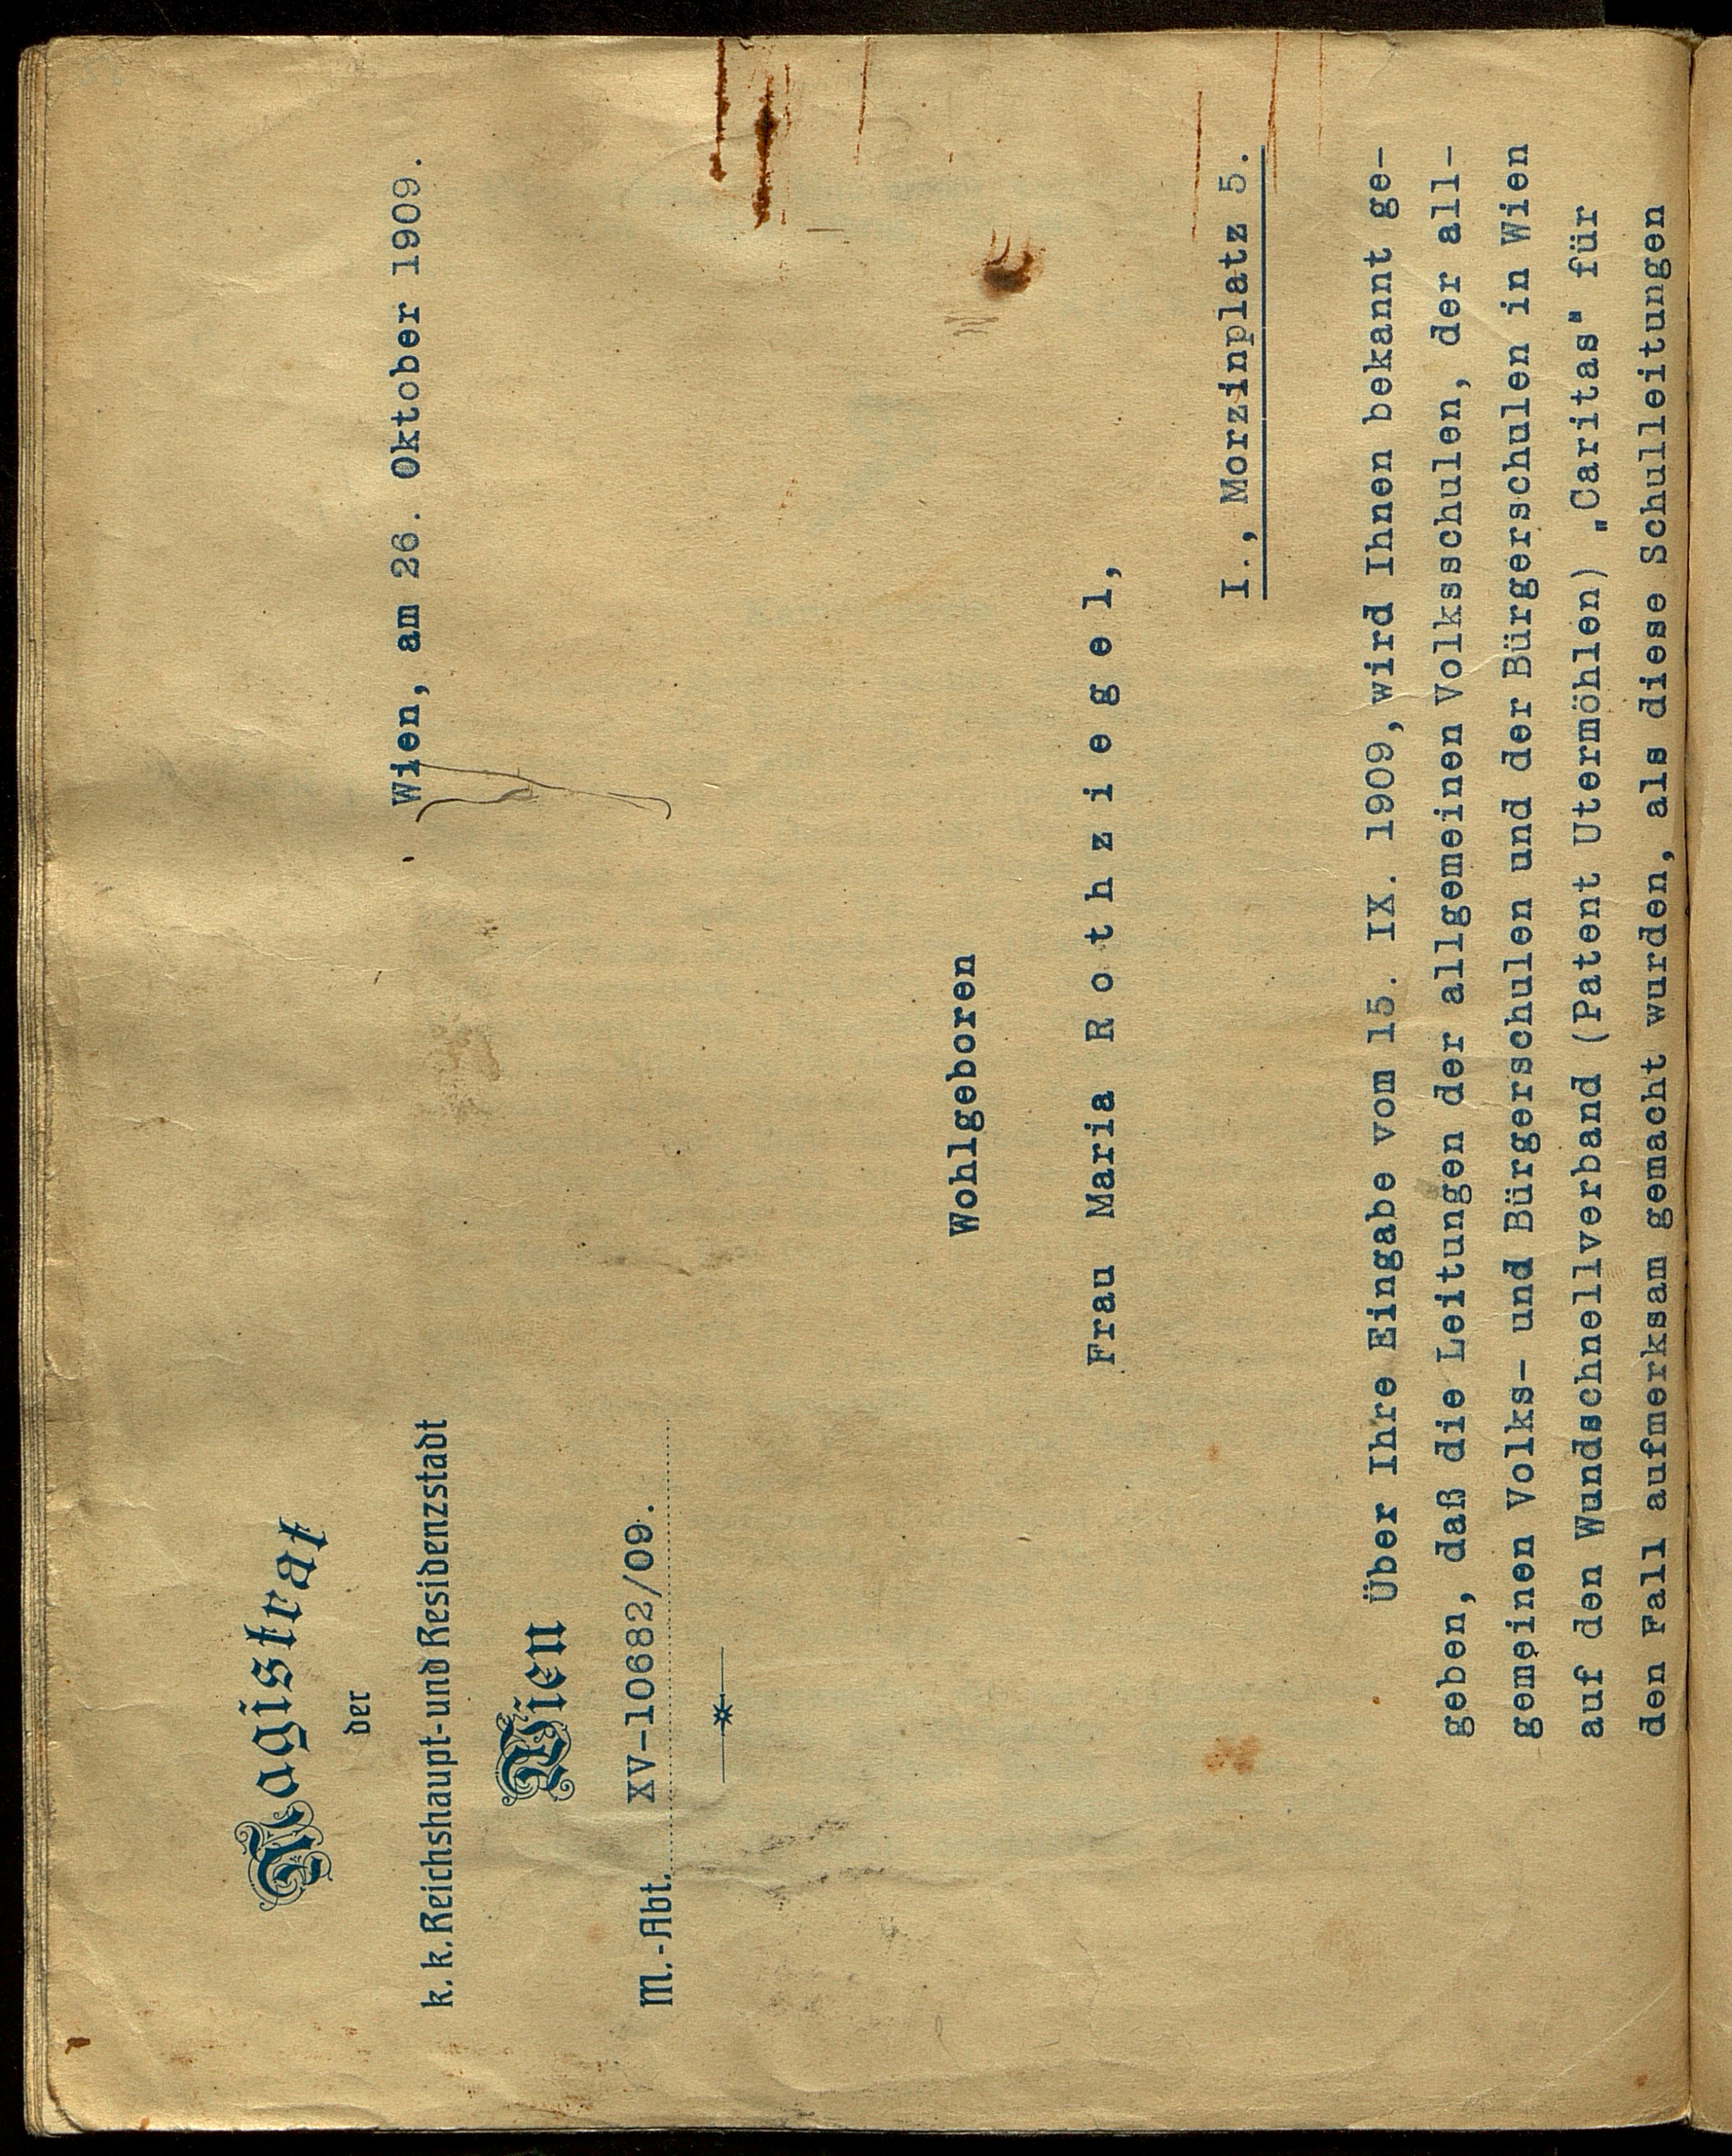 Magistrat
der
k. k. Reichshaupt- und Residenzstadt
Wien
M.-Abt. XV-10682/09.
Wien, am 26. Oktober 1909.
Wohlgeboren
Frau Maria R o t h z i e g e l,
I., Morzinplatz 5.
Über Ihre Eingabe vom 15. IX. 1909, wird Ihnen bekannt ge-
geben, daß die Leitungen der allgemeinen Volksschulen, der all-
gemeinen Volks- und Bürgerschulen und der Bürgerschulen in Wien
auf den Wundschnellverband (Patent Utermöhlen) „Caritas" für
den Fall aufmerksam gemacht wurden, als diese Schulleitungen